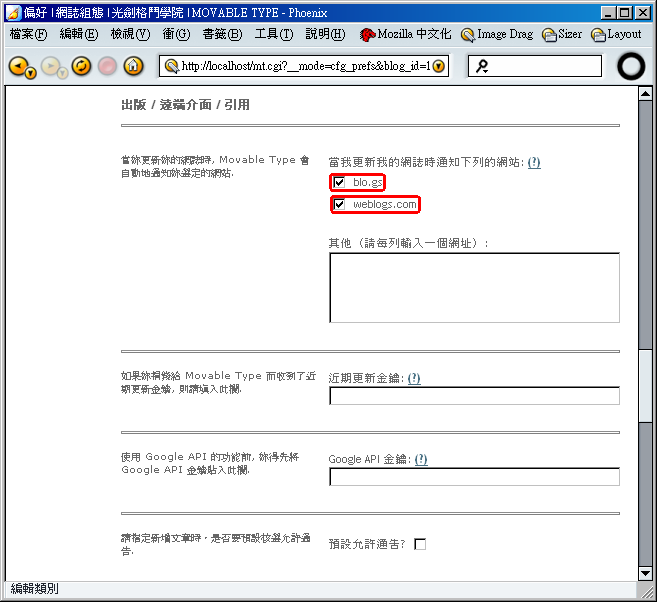 偏好 | 網誌組態 | 光劍格鬥學院 | MOVABLE TYPE - Phoenix
檔案(F) 編輯(E) 檢視(V) 衝(G) 書籤(B) 工具(T) 說明(H) Mozilla 中文化 Image Drag Sizer Layout
http://localhost/mt.cgi?__mode=cfg_prefs&blog_id=1
出版 / 遠端介面 / 引用
當妳更新妳的網誌時, Movable Type 會
自動地通知妳選定的網站.
當我更新我的網誌時通知下列的網站: (?)
blo.gs
weblogs.com
其他（請每列輸入一個網址）:
如果妳捐錢給 Movable Type 而收到了近
期更新金鑰, 則請填入此欄.
近期更新金鑰: (?)
使用 Google API 的功能前, 妳得先將
Google API 金鑰貼入此欄.
Google API 金鑰: (?)
請指定新增文章時，是否要預設核選允許通
告.
預設允許通告?
編輯類別